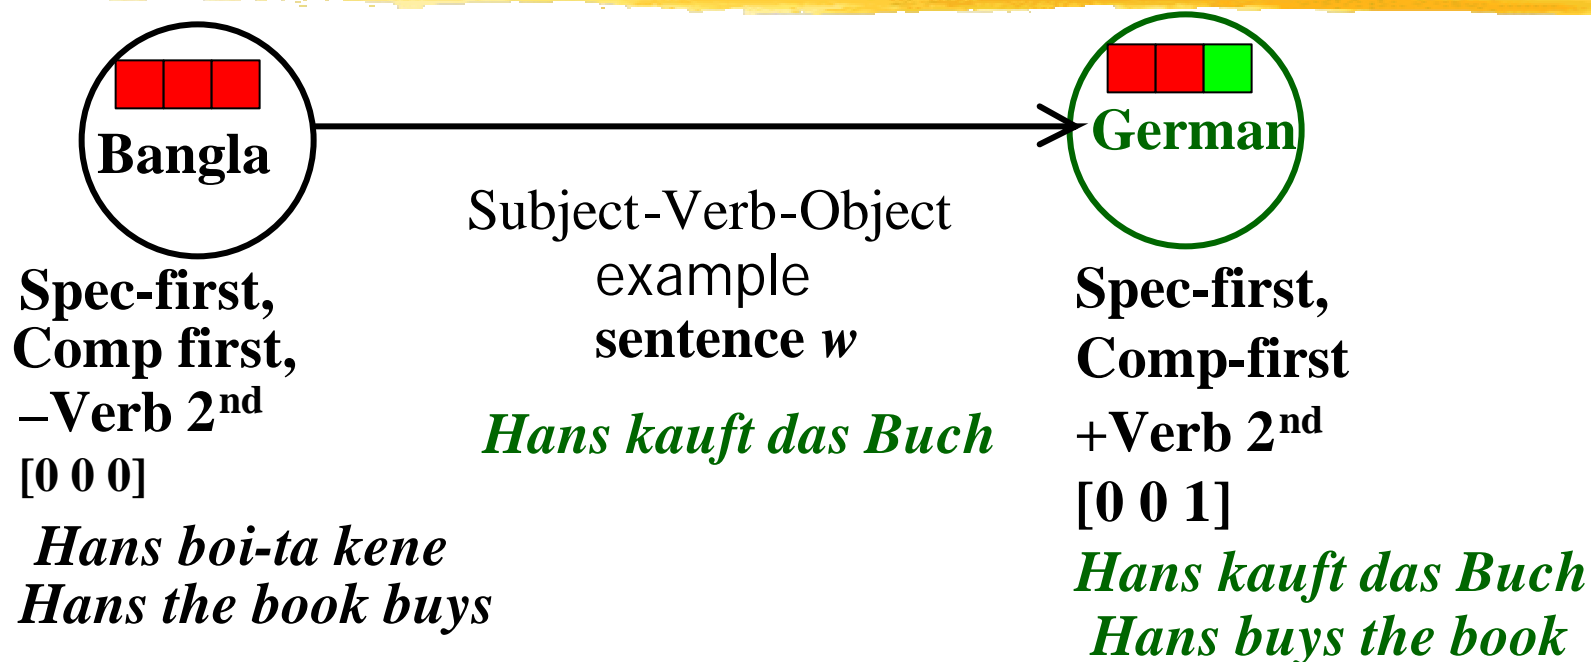 Bangla
Spec-first,
Comp first,
–Verb 2nd
[0 0 0]
Hans boi-ta kene
Hans the book buys
Subject-Verb-Object
example
sentence w
Hans kauft das Buch
German
Spec-first,
Comp-first
+Verb 2nd
[0 0 1]
Hans kauft das Buch
Hans buys the book